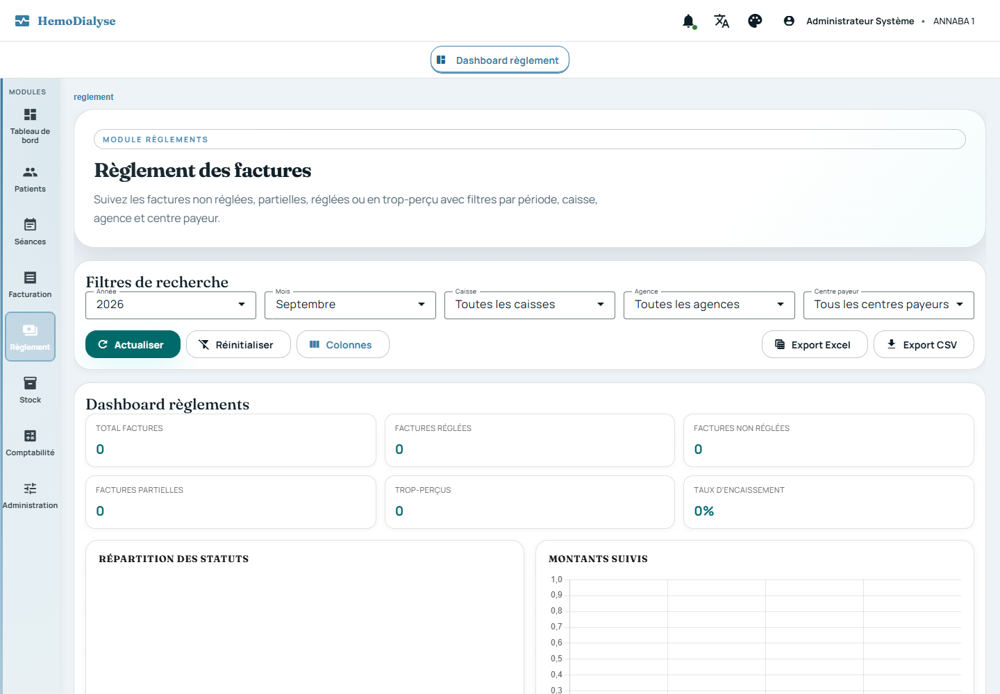 HemoDialyse
Administrateur Système • ANNABA 1
Dashboard règlement
MODULES
Tableau de
bord
Patients
Séances
Facturation
Règlement
Stock
Comptabilité
Administration
reglement
MODULE RÈGLEMENTS
Règlement des factures
Suivez les factures non réglées, partielles, réglées ou en trop-perçu avec filtres par période, caisse,
agence et centre payeur.
Filtres de recherche
Année
2026
Mois
Septembre
Caisse
Toutes les caisses
Agence
Toutes les agences
Centre payeur
Tous les centres payeurs
Actualiser
Réinitialiser
Colonnes
Export Excel
Export CSV
Dashboard règlements
TOTAL FACTURES
0
FACTURES RÉGLÉES
0
FACTURES NON RÉGLÉES
0
FACTURES PARTIELLES
0
TROP-PERÇUS
0
TAUX D'ENCAISSEMENT
0%
RÉPARTITION DES STATUTS
MONTANTS SUIVIS
1,0
0,9
0,8
0,7
0,6
0,5
0,4
0,3